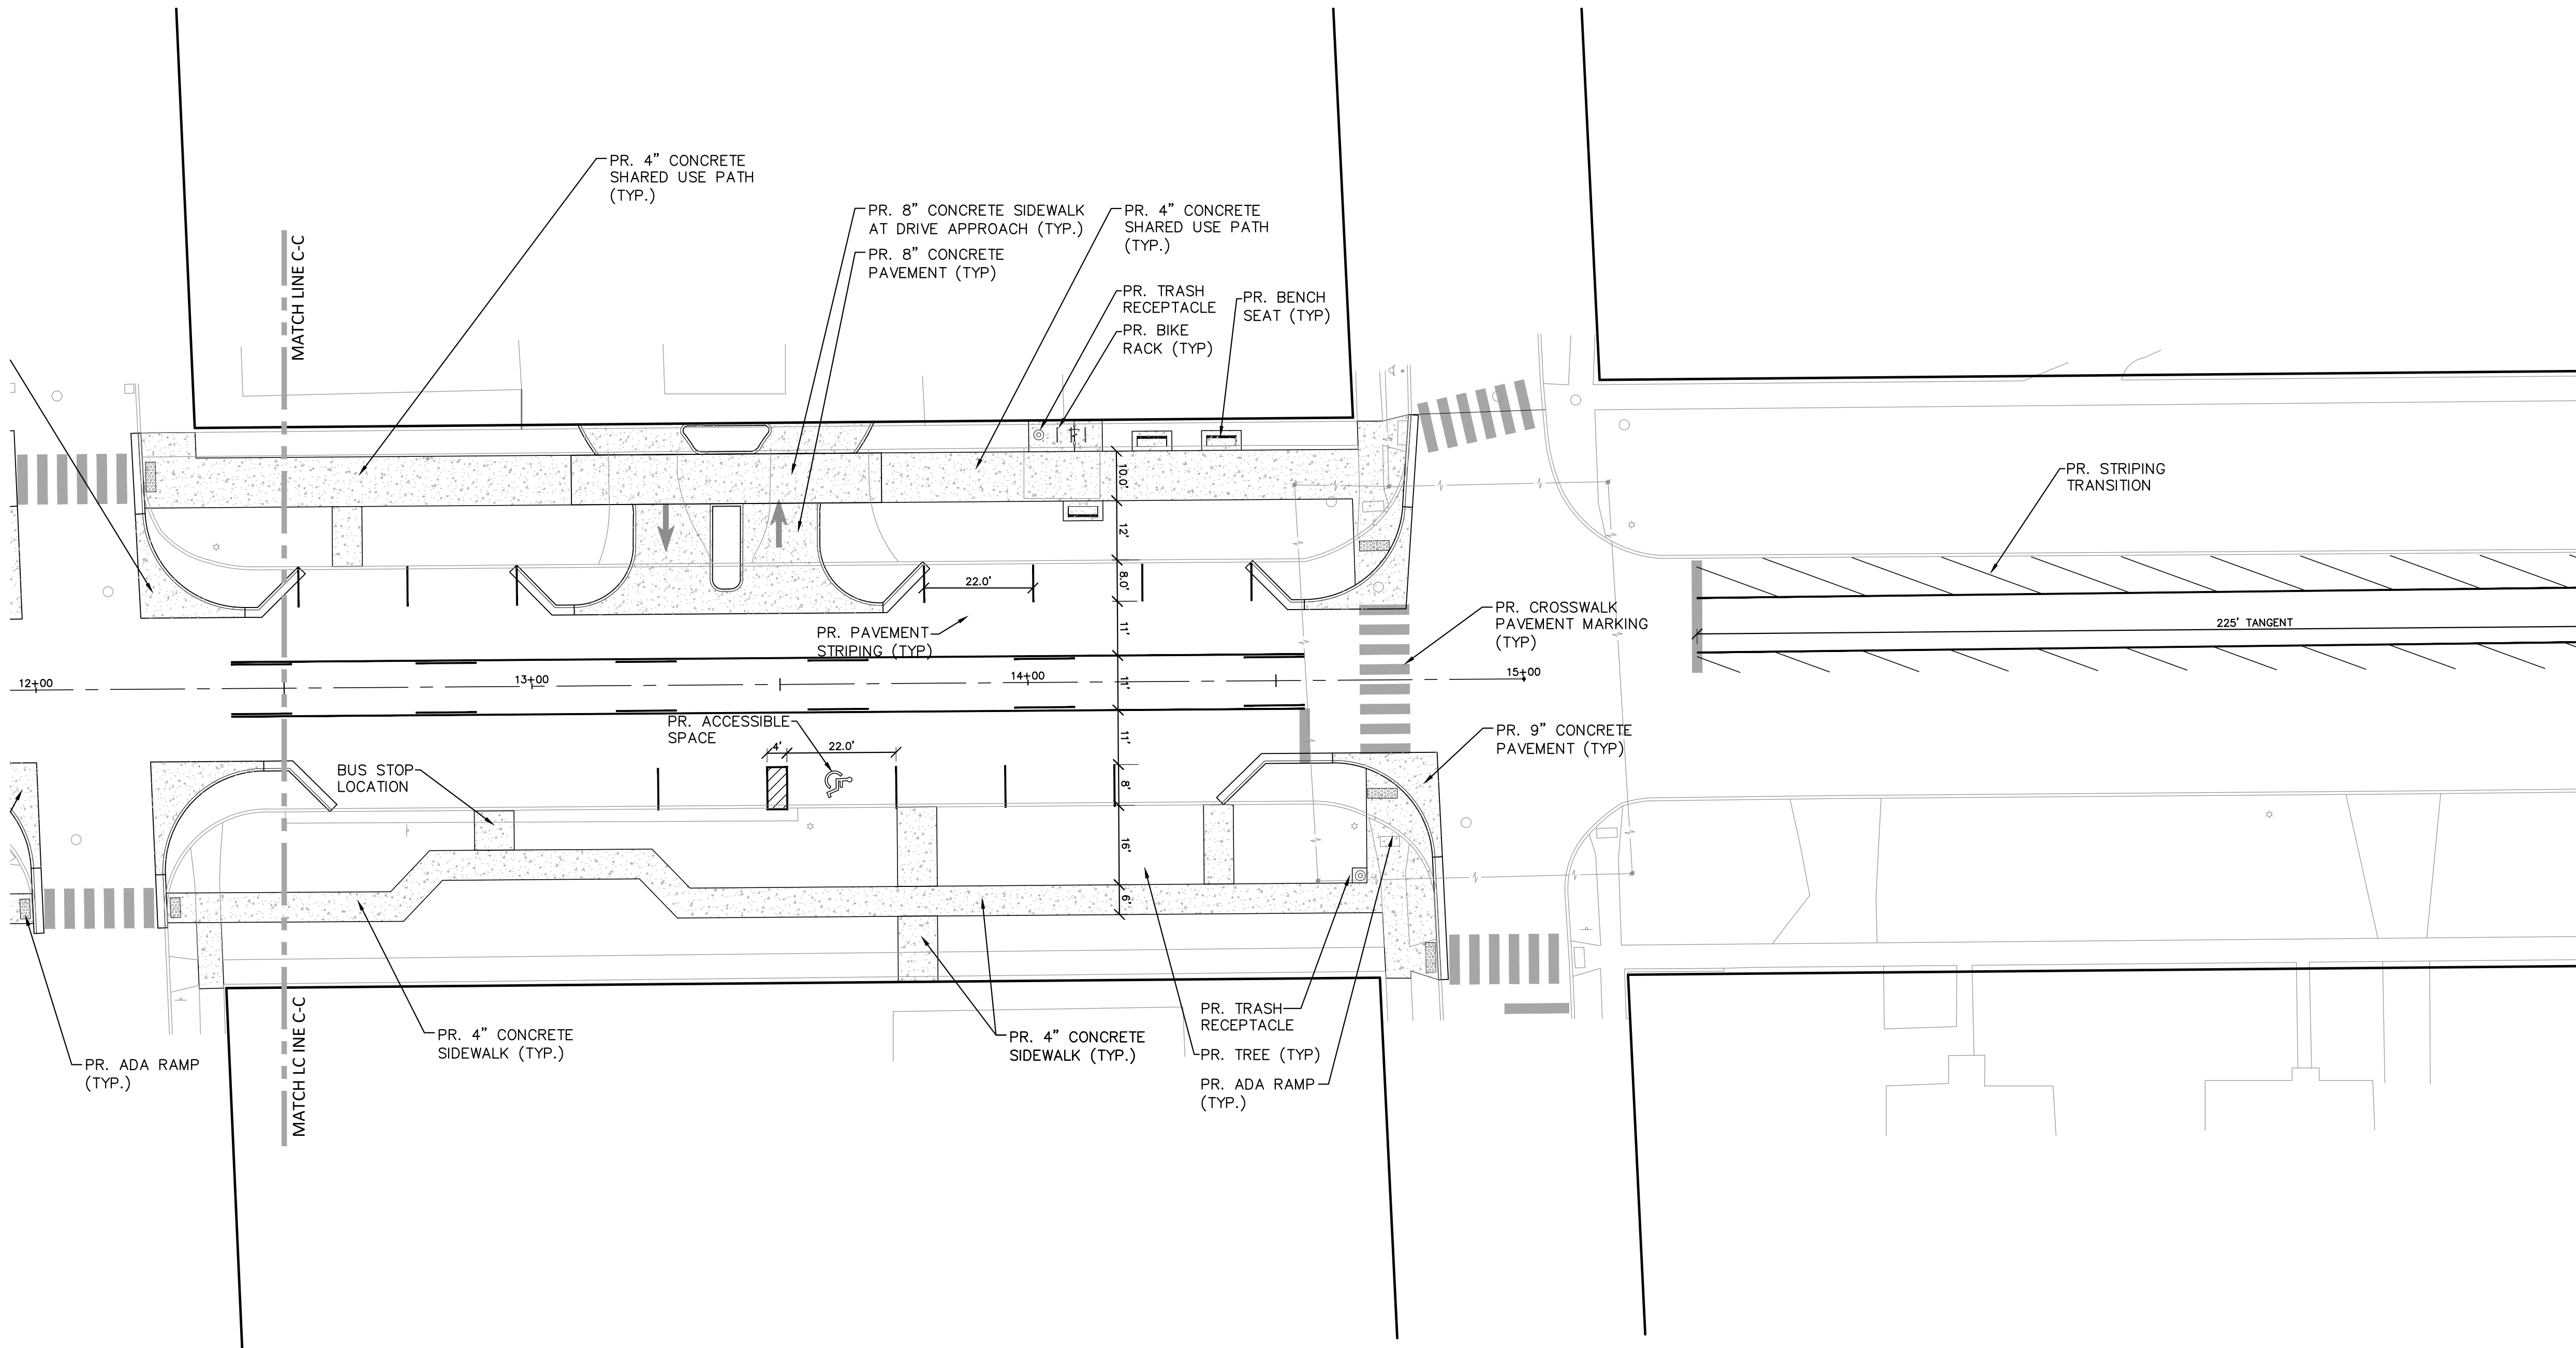 PR. 4” CONCRETE
SHARED USE PATH
(TYP.)
PR. 8” CONCRETE SIDEWALK
AT DRIVE APPROACH (TYP.)
PR. 8” CONCRETE
PAVEMENT (TYP)
PR. 4” CONCRETE
SHARED USE PATH
(TYP.)
PR. TRASH
RECEPTACLE
PR. BIKE
RACK (TYP)
PR. BENCH
SEAT (TYP)
MATCH LINE C-C
PR. STRIPING
TRANSITION
10.0'
12'
8.0'
22.0'
11'
PR. PAVEMENT
STRIPING (TYP)
PR. CROSSWALK
PAVEMENT MARKING
(TYP)
225' TANGENT
12+00
13+00
14+00
11'
15+00
PR. ACCESSIBLE
SPACE
4'
22.0'
11'
PR. 9” CONCRETE
PAVEMENT (TYP)
BUS STOP
LOCATION
8'
16'
6'
MATCH LC INE C-C
PR. 4” CONCRETE
SIDEWALK (TYP.)
PR. 4” CONCRETE
SIDEWALK (TYP.)
PR. TRASH
RECEPTACLE
PR. TREE (TYP)
PR. ADA RAMP
(TYP.)
PR. ADA RAMP
(TYP.)